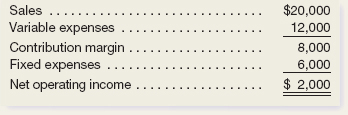 Sales ............................ $20,000
Variable expenses .................... 12,000
Contribution margin ................... 8,000
Fixed expenses ...................... 6,000
Net operating income .................. $ 2,000